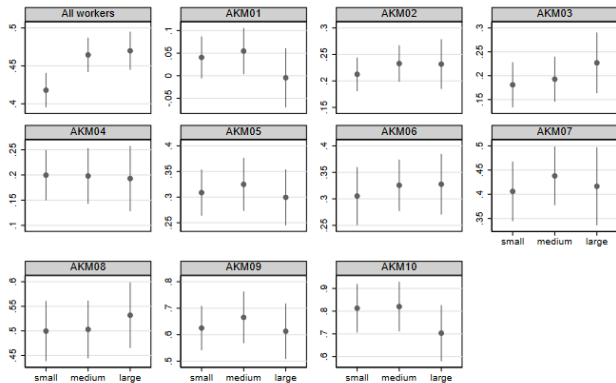 All workers
.5
.45
.4
AKM01
.1
.05
0
-.05
AKM02
.3
.25
.2
.15
AKM03
.3
.25
.2
.15
AKM04
.25
.2
.15
.1
AKM05
.4
.35
.3
.25
AKM06
.4
.35
.3
.25
AKM07
.5
.45
.4
.35
small medium large
AKM08
.6
.55
.5
.45
small medium large
AKM09
.8
.7
.6
.5
small medium large
AKM10
.9
.8
.7
.6
small medium large